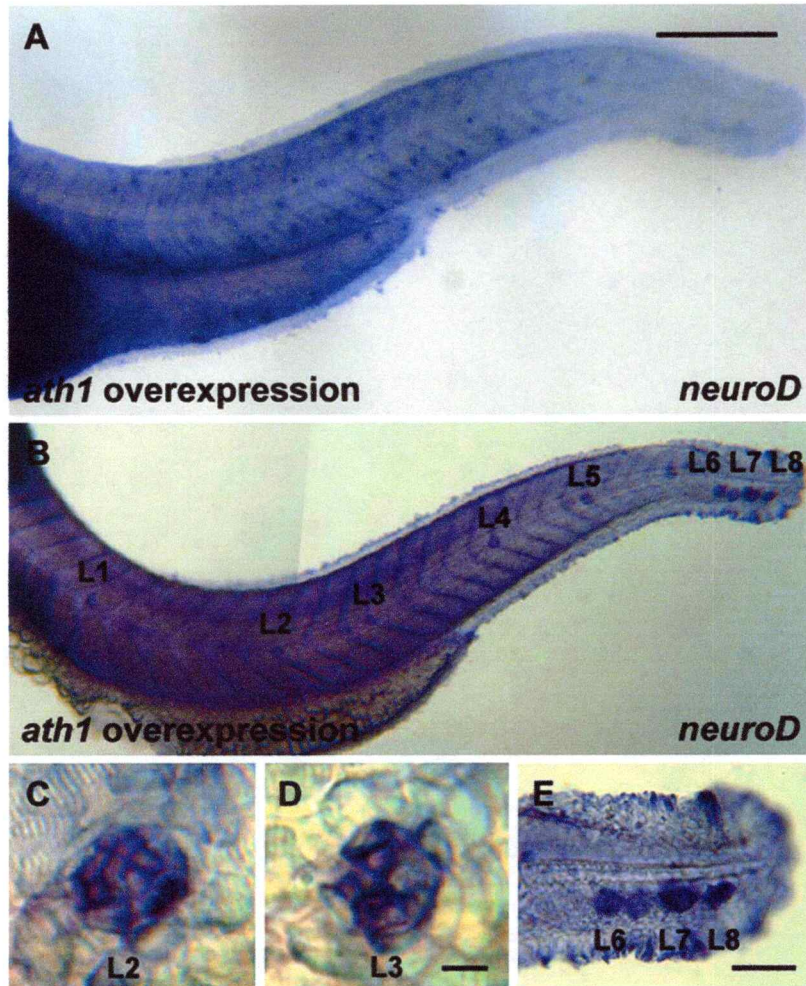 A
ath1 overexpression neuroD
B
L1
L2
L3
L4
L5
L6 L7 L8
ath1 overexpression neuroD
C
L2
D
L3
E
L6 L7 L8